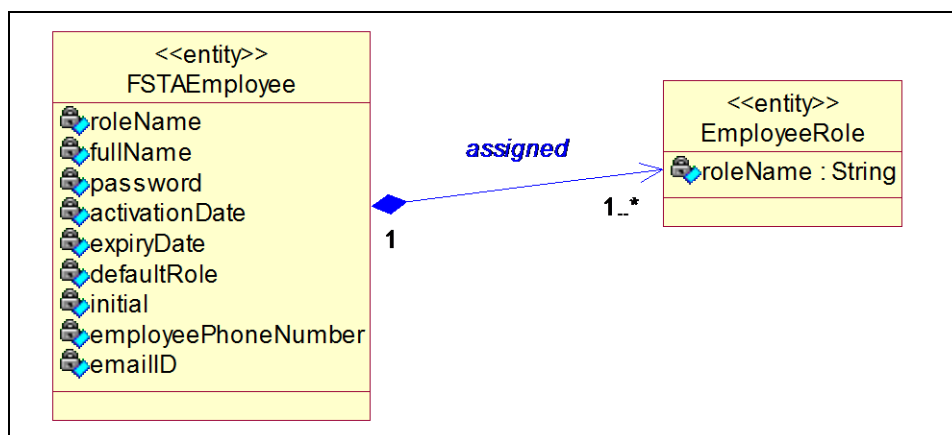 <<entity>>
FSTAEmployee
roleName
fullName
password
activationDate
expiryDate
defaultRole
initial
employeePhoneNumber
emailID
assigned
1
1..*
<<entity>>
EmployeeRole
roleName : String